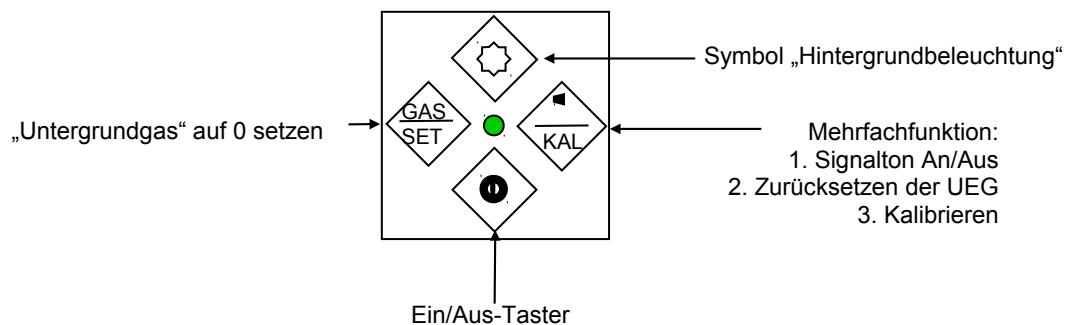 Symbol „Hintergrundbeleuchtung“
GAS
SET
KAL
„Untergrundgas“ auf 0 setzen
Mehrfachfunktion:
1. Signalton An/Aus
2. Zurücksetzen der UEG
3. Kalibrieren
Ein/Aus-Taster